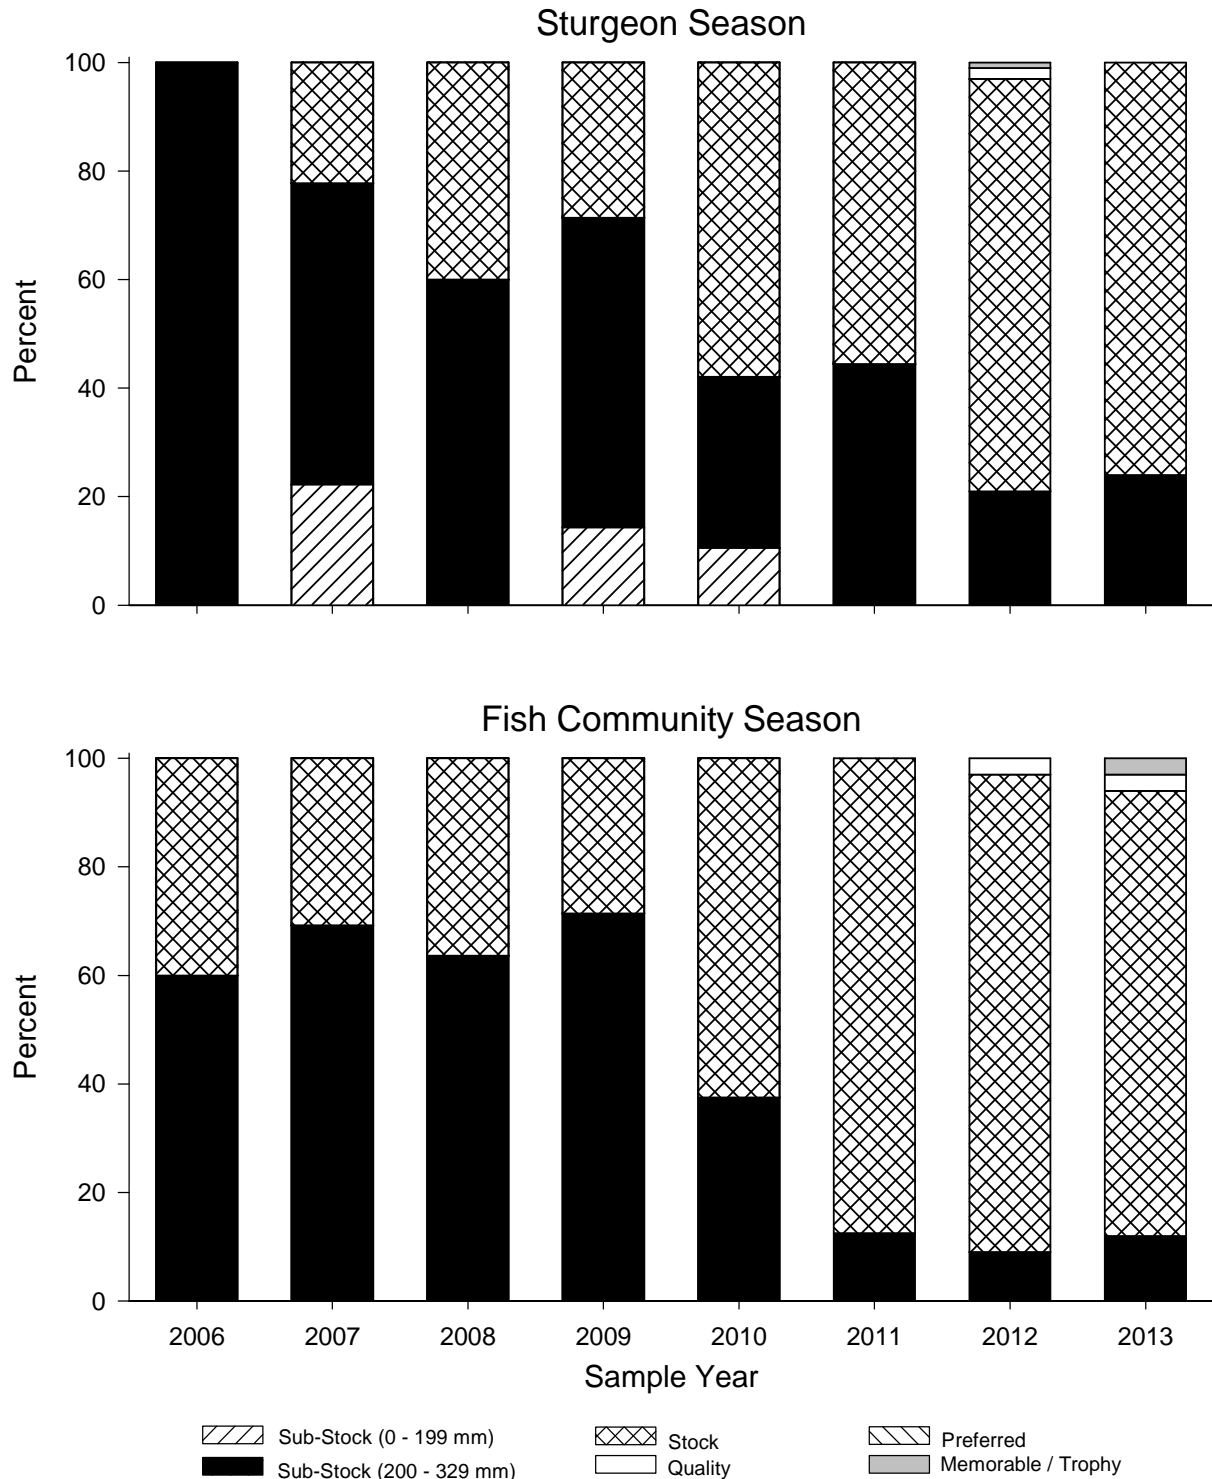 Sturgeon Season
100
80
60
40
20
0
Percent
Fish Community Season
100
80
60
40
20
0
Percent
2006 2007 2008 2009 2010 2011 2012 2013
Sample Year
Sub-Stock (0 - 199 mm) Stock Preferred
Sub-Stock (200 - 329 mm) Quality Memorable / Trophy